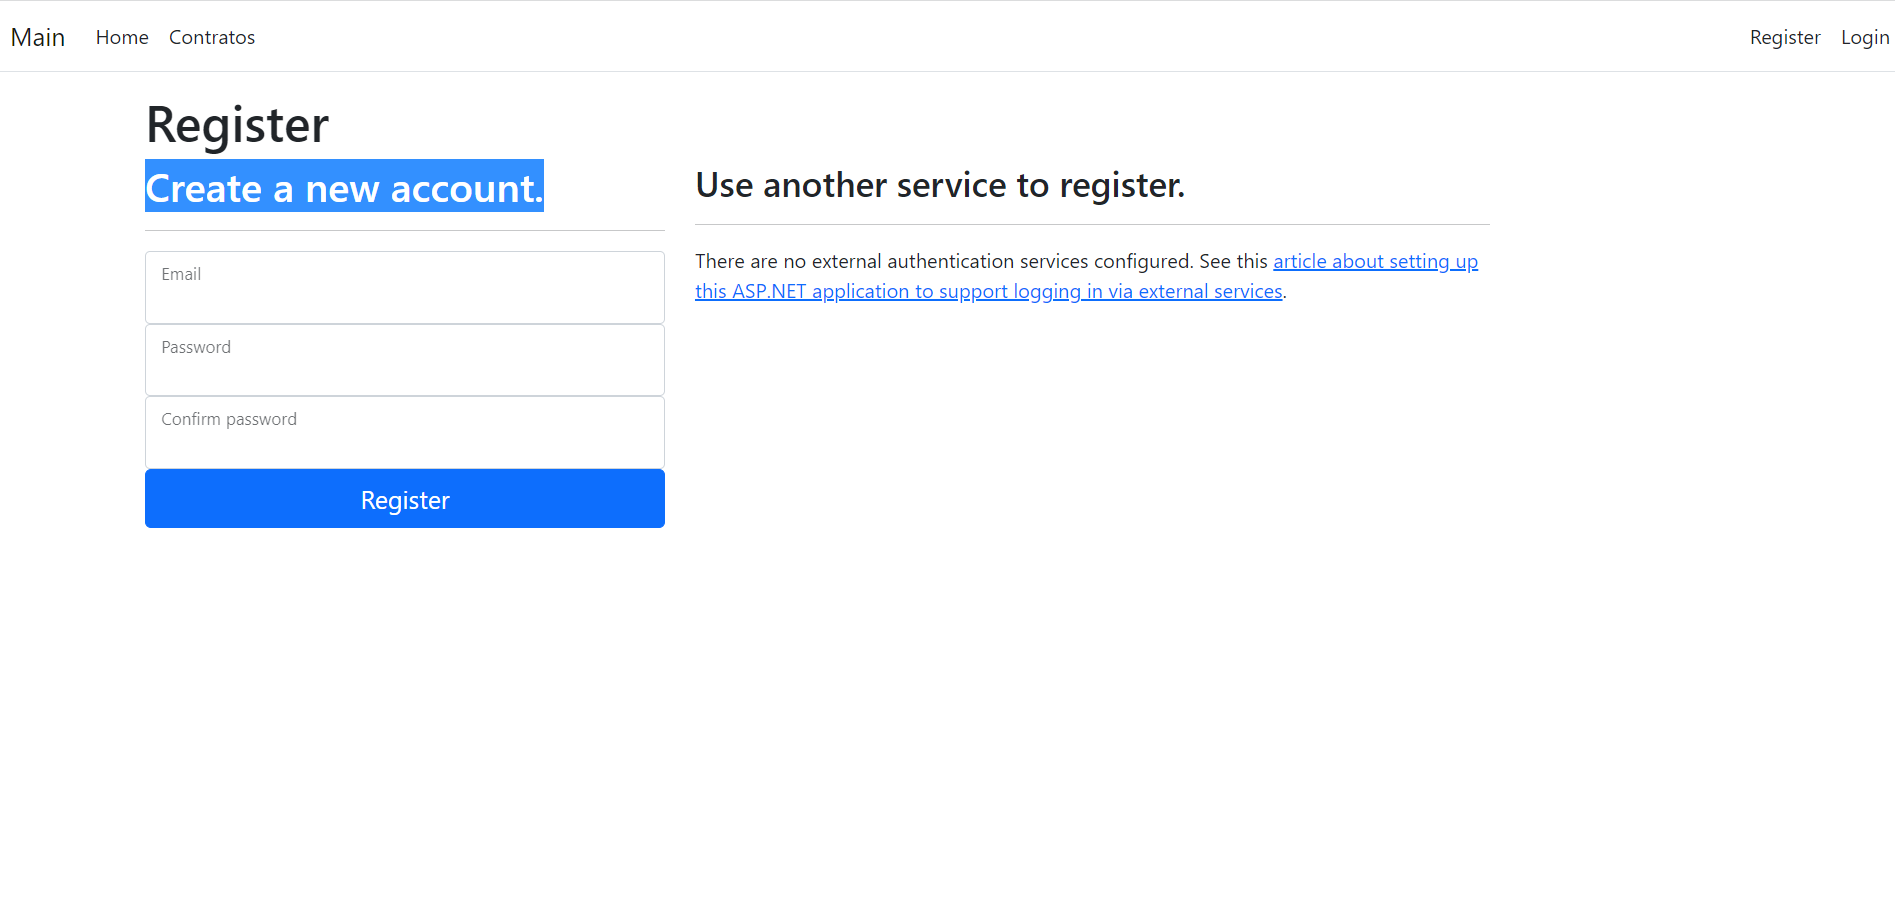 Main Home Contratos Register Login
Register
Create a new account.
Email
Password
Confirm password
Register
Use another service to register.
There are no external authentication services configured. See this article about setting up
this ASP.NET application to support logging in via external services.